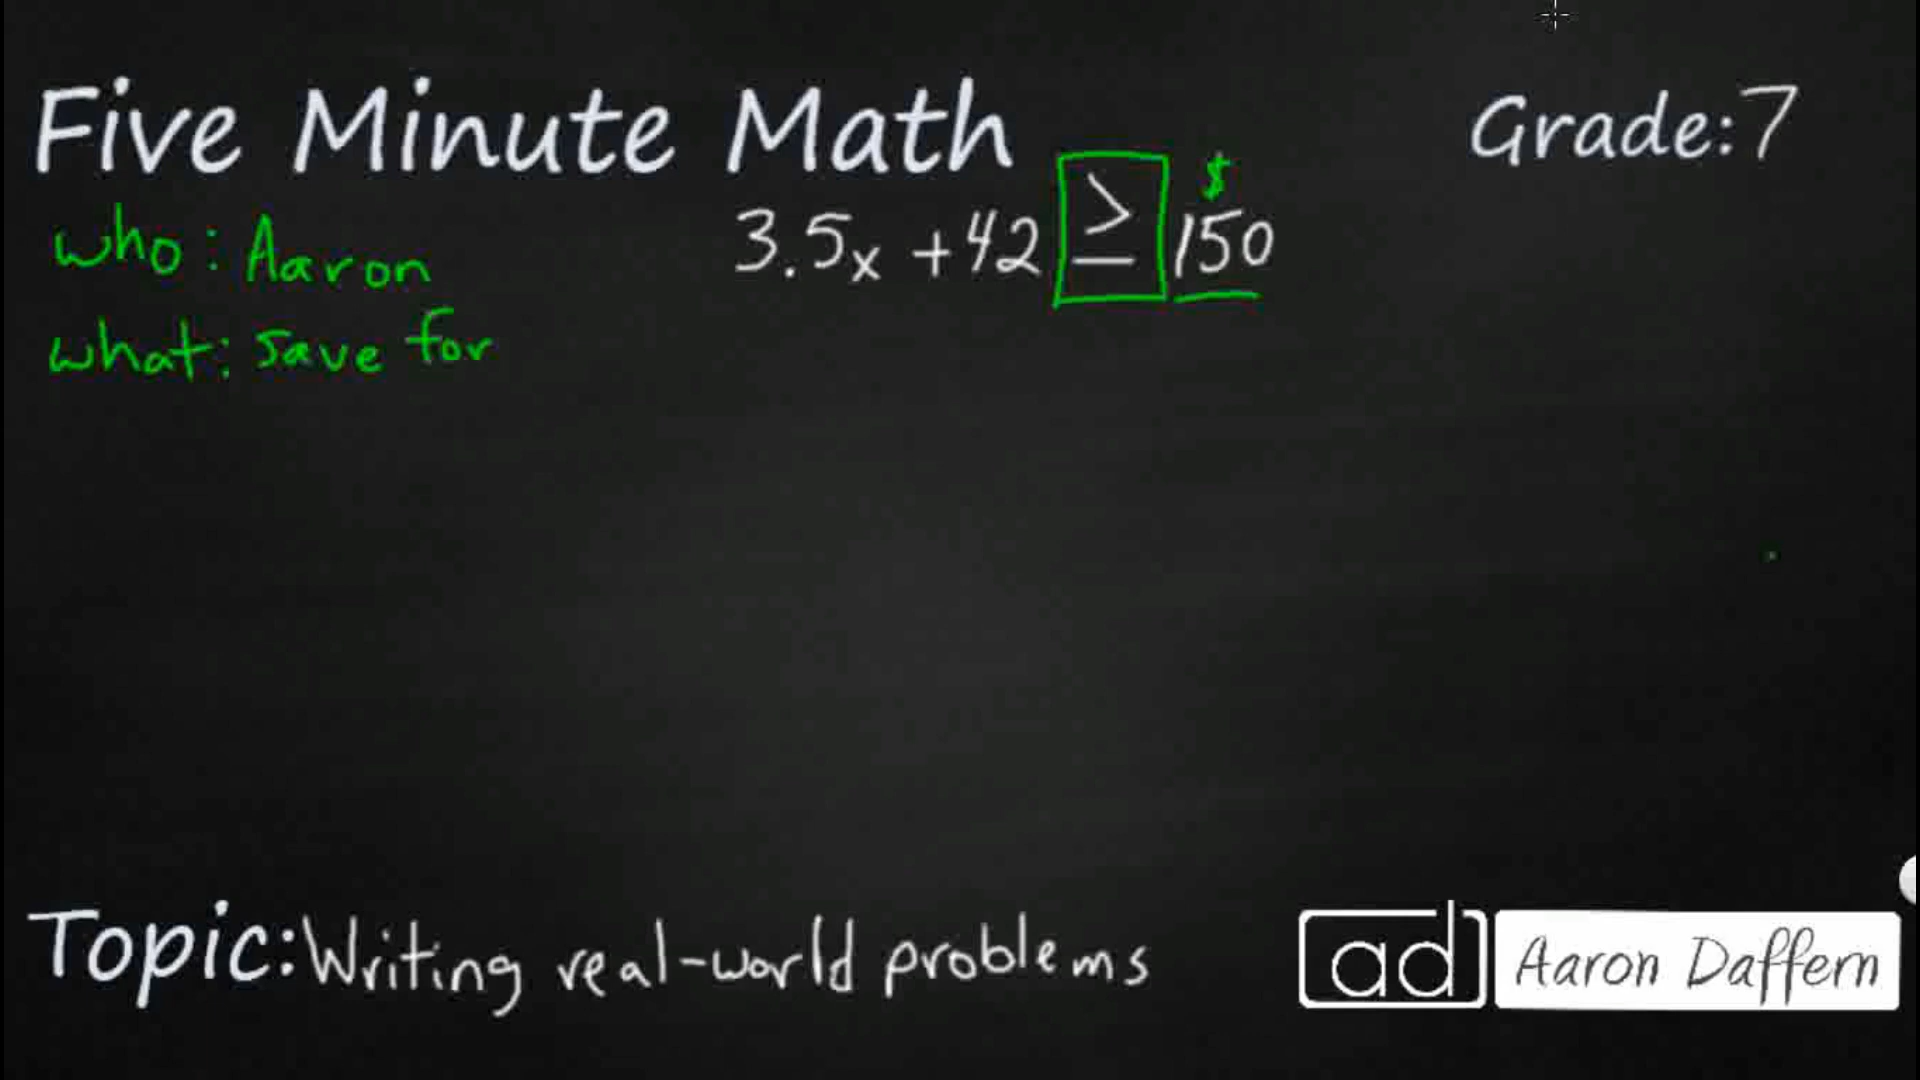 Five Minute Math
Grade: 7
$
3.5x + 42 ≥ 150
who: Aaron
what: save for
Topic: Writing real-world problems
ad Aaron Daffern